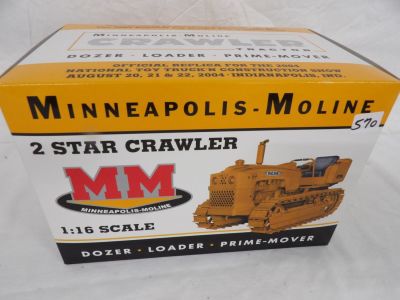 MINNEAPOLIS-MOLINE
CRAWLER
TRACTOR
DOZER - LOADER - PRIME-MOVER
OFFICIAL REPLICA FOR THE 2004
NATIONAL TOY TRUCK'N CONSTRUCTION SHOW
AUGUST 20, 21 & 22, 2004 · INDIANAPOLIS, IND.
MINNEAPOLIS-MOLINE
570
2 STAR CRAWLER
MM
MINNEAPOLIS-MOLINE
1:16 SCALE
DOZER · LOADER · PRIME-MOVER